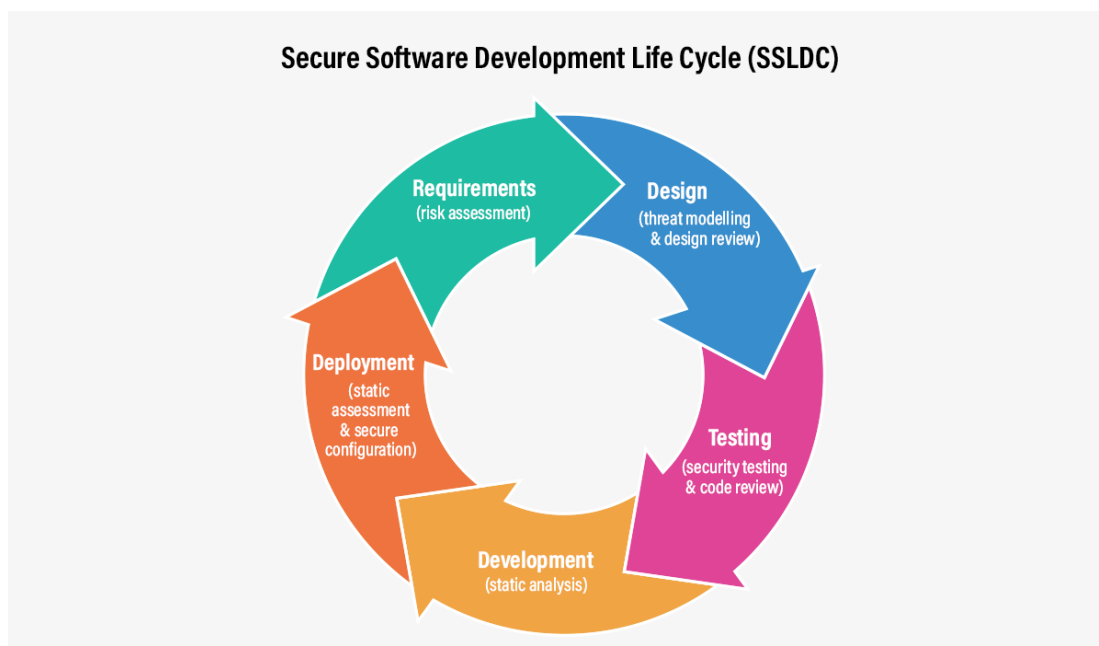 Secure Software Development Life Cycle (SSLDC)
Requirements
(risk assessment)
Design
(threat modelling
& design review)
Testing
(security testing
& code review)
Development
(static analysis)
Deployment
(static
assessment
& secure
configuration)